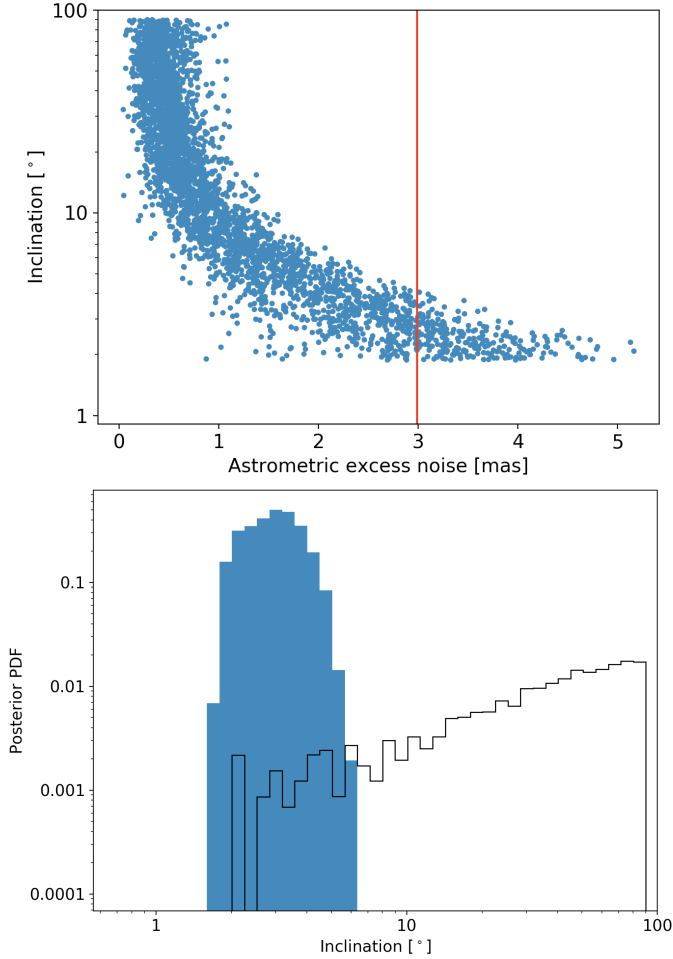 100
10
1
Inclination [°]
0 1 2 3 4 5
Astrometric excess noise [mas]
0.1
0.01
0.001
0.0001
Posterior PDF
1 10 100
Inclination [°]